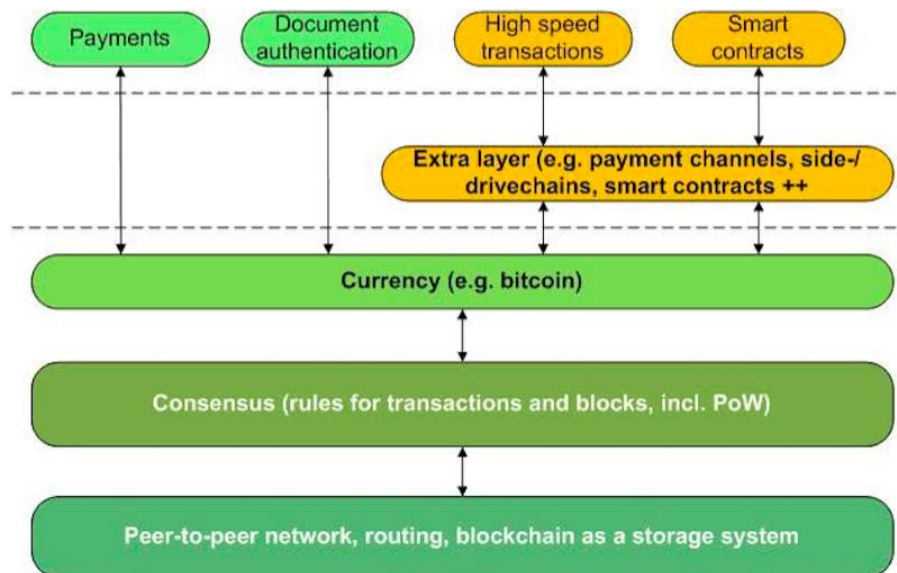 Payments
Document
authentication
High speed
transactions
Smart
contracts
Extra layer (e.g. payment channels, side-/
drivechains, smart contracts ++
Currency (e.g. bitcoin)
Consensus (rules for transactions and blocks, incl. PoW)
Peer-to-peer network, routing, blockchain as a storage system